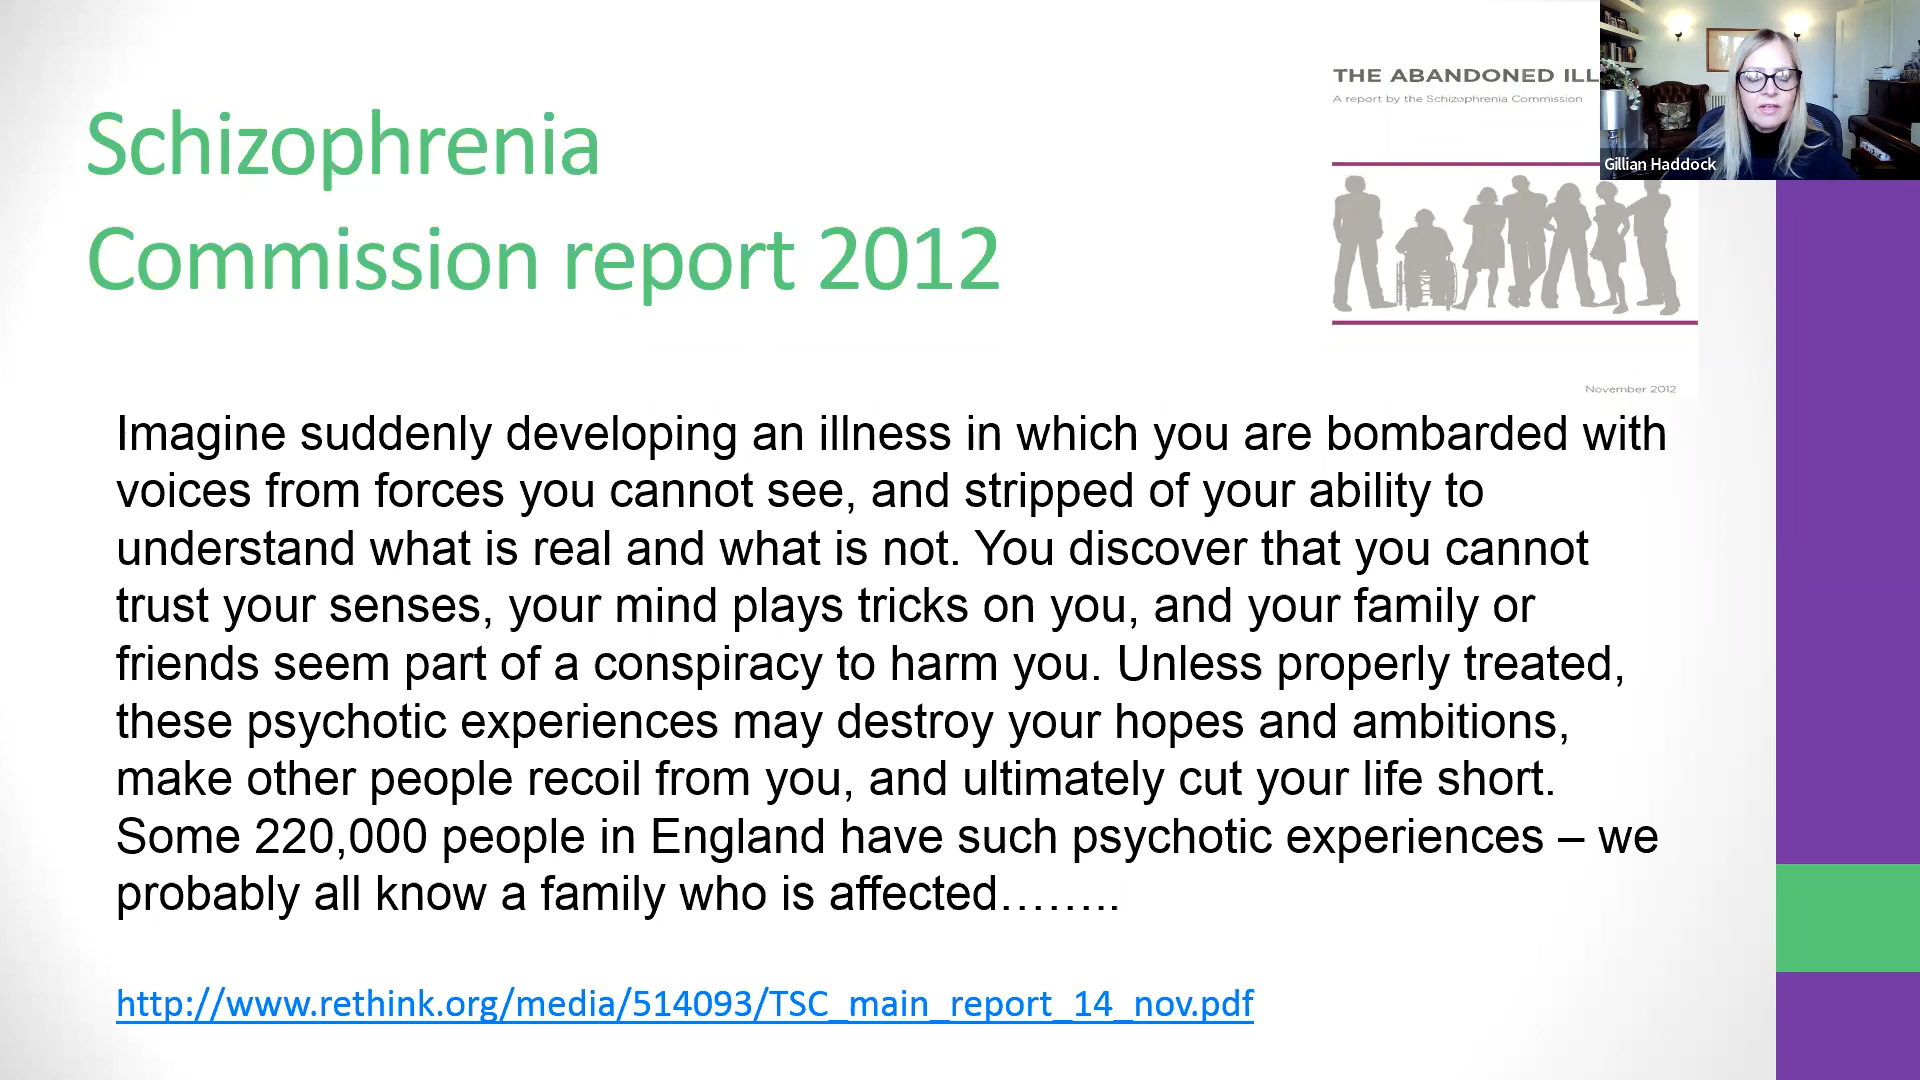 Schizophrenia
Commission report 2012
THE ABANDONED ILL
A report by the Schizophrenia Commission
Gillian Haddock
November 2012
Imagine suddenly developing an illness in which you are bombarded with
voices from forces you cannot see, and stripped of your ability to
understand what is real and what is not. You discover that you cannot
trust your senses, your mind plays tricks on you, and your family or
friends seem part of a conspiracy to harm you. Unless properly treated,
these psychotic experiences may destroy your hopes and ambitions,
make other people recoil from you, and ultimately cut your life short.
Some 220,000 people in England have such psychotic experiences – we
probably all know a family who is affected……..
http://www.rethink.org/media/514093/TSC_main_report_14_nov.pdf